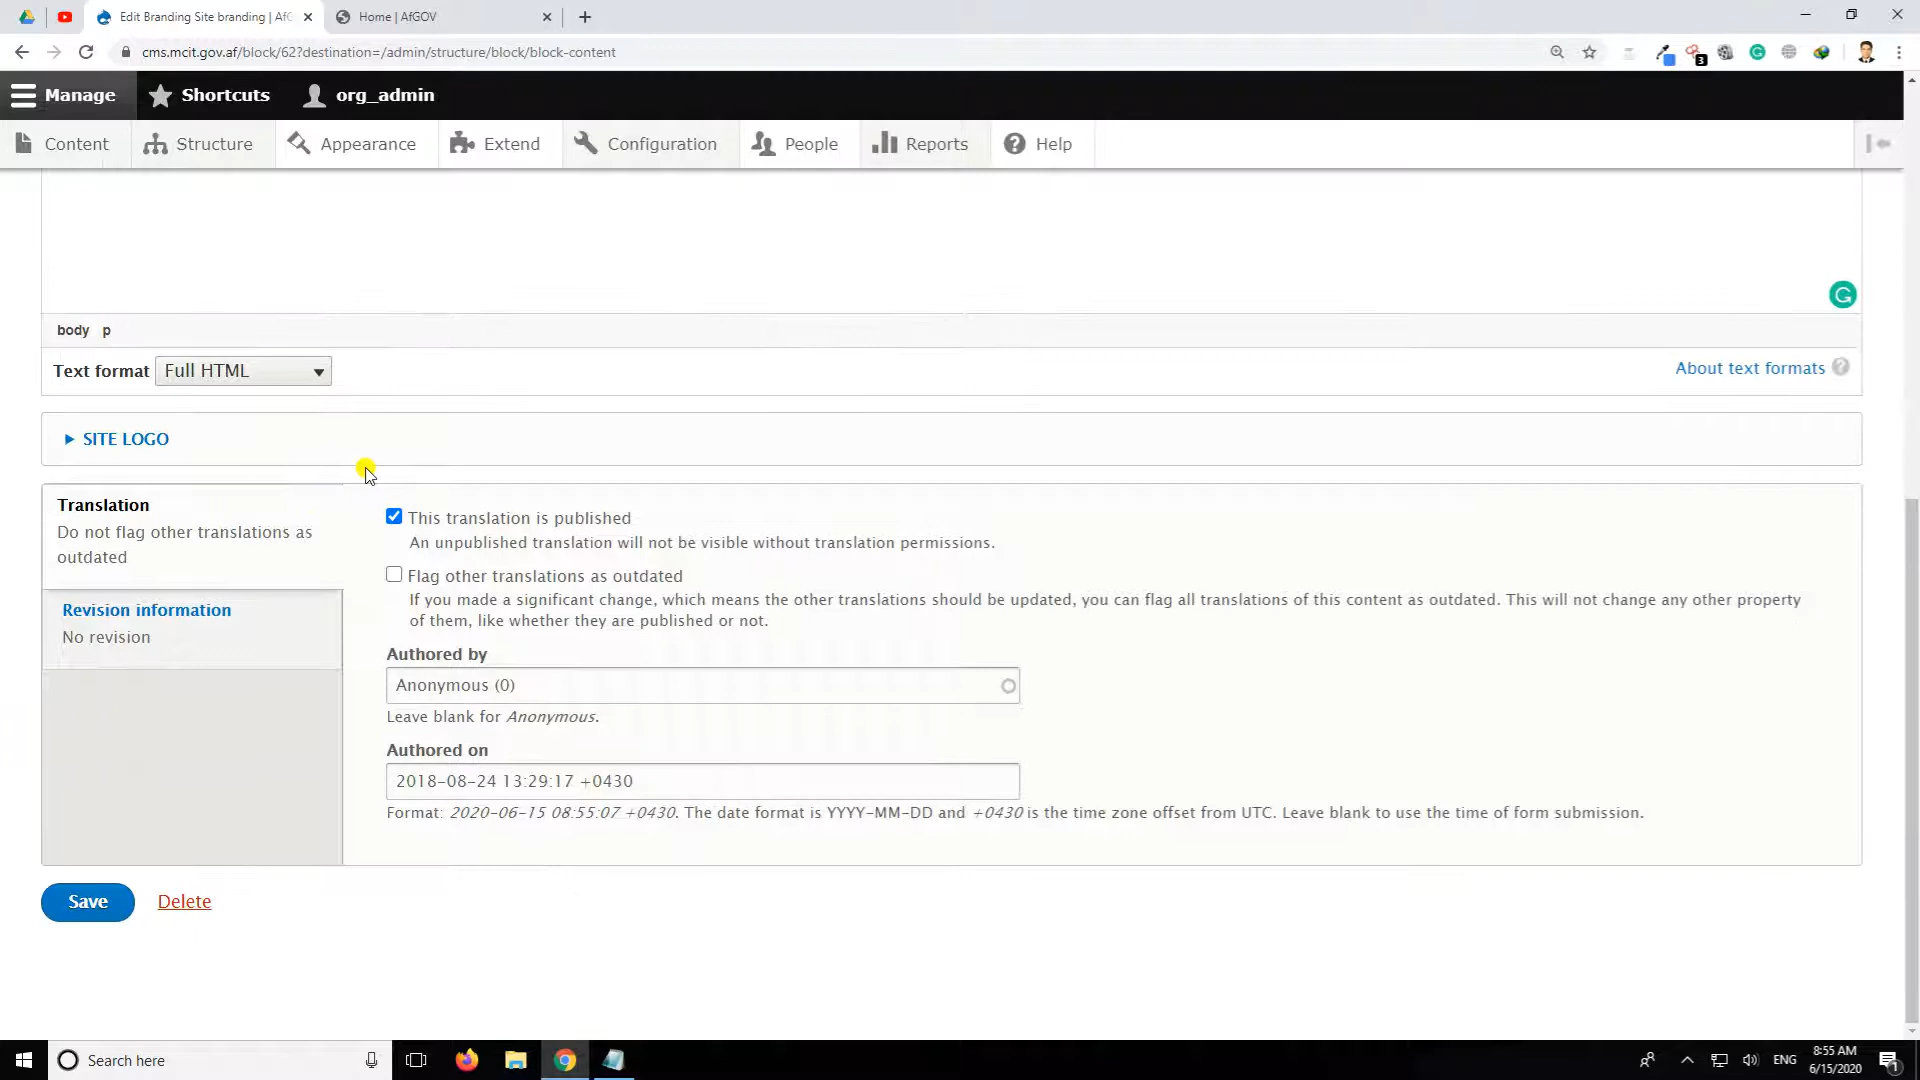 Edit Branding Site branding | AfG
Home | AfGOV
cms.mcit.gov.af/block/62?destination=/admin/structure/block/block-content
3
Manage
Shortcuts
org_admin
Content
Structure
Appearance
Extend
Configuration
People
Reports
Help
body p
Text format Full HTML
About text formats
SITE LOGO
Translation
Do not flag other translations as
outdated
Revision information
No revision
This translation is published
An unpublished translation will not be visible without translation permissions.
Flag other translations as outdated
If you made a significant change, which means the other translations should be updated, you can flag all translations of this content as outdated. This will not change any other property
of them, like whether they are published or not.
Authored by
Anonymous (0)
Leave blank for Anonymous.
Authored on
2018-08-24 13:29:17 +0430
Format: 2020-06-15 08:55:07 +0430. The date format is YYYY-MM-DD and +0430 is the time zone offset from UTC. Leave blank to use the time of form submission.
Save
Delete
Search here
ENG
8:55 AM
6/15/2020
1